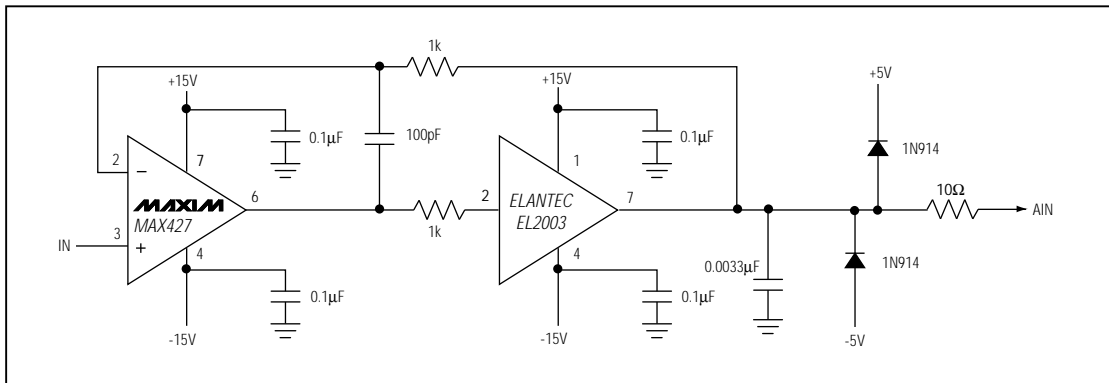 1k
+15V
+15V
+5V
0.1µF
100pF
0.1µF
1N914
2
7
1
−
10Ω
MAXIM
MAX427
6
2
ELANTEC
EL2003
7
AIN
IN
3
+
4
1k
4
0.0033µF
1N914
0.1µF
0.1µF
-15V
-15V
-5V